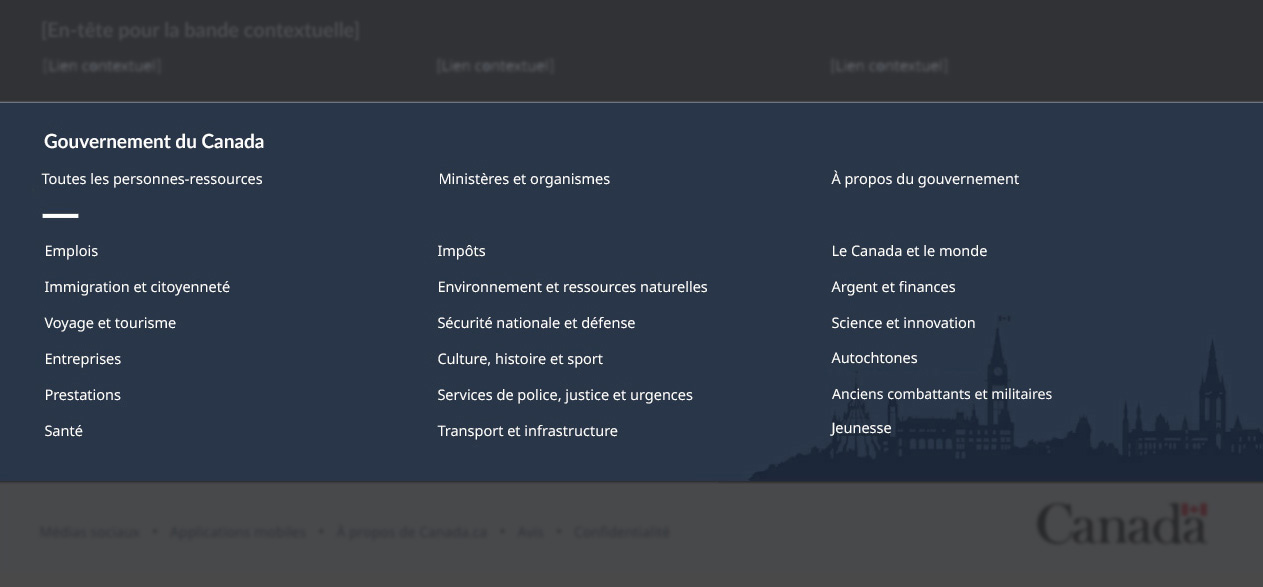 [En-tête pour la bande contextuelle]
[Lien contextuel] [Lien contextuel] [Lien contextuel]
Gouvernement du Canada
Toutes les personnes-ressources Ministères et organismes À propos du gouvernement
Emplois Impôts Le Canada et le monde
Immigration et citoyenneté Environnement et ressources naturelles Argent et finances
Voyage et tourisme Sécurité nationale et défense Science et innovation
Entreprises Culture, histoire et sport Autochtones
Prestations Services de police, justice et urgences Anciens combattants et militaires
Santé Transport et infrastructure Jeunesse
Médias sociaux • Applications mobiles • À propos de Canada.ca • Avis • Confidentialité
Canada